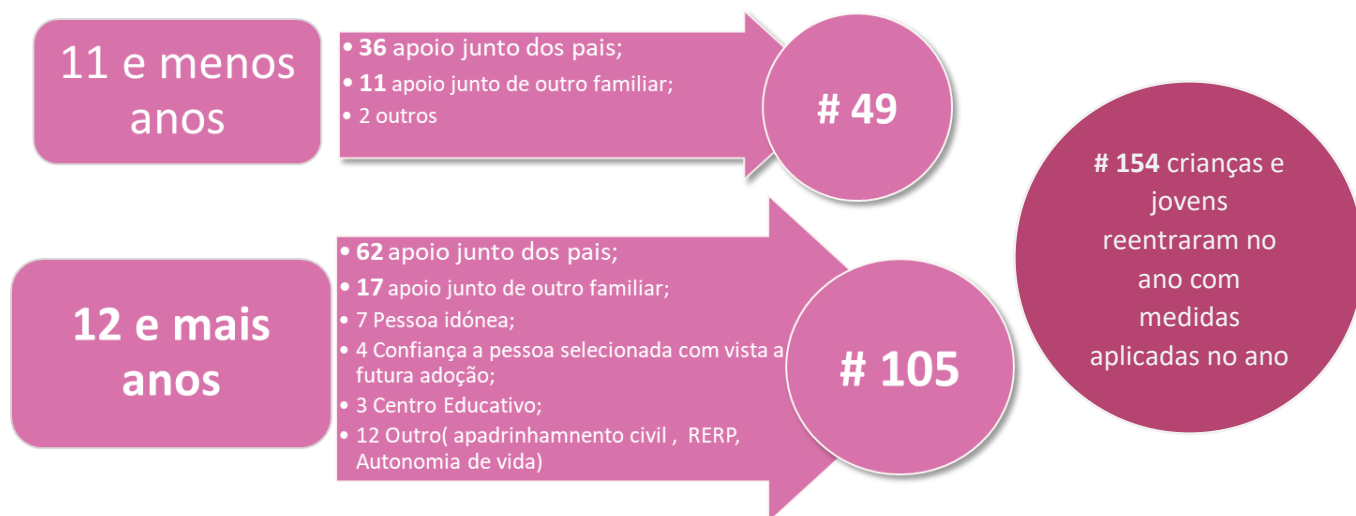 11 e menos
anos
• 36 apoio junto dos pais;
• 11 apoio junto de outro familiar;
• 2 outros
# 49
12 e mais
anos
• 62 apoio junto dos pais;
• 17 apoio junto de outro familiar;
• 7 Pessoa idónea;
• 4 Confiança a pessoa selecionada com vista a
futura adoção;
• 3 Centro Educativo;
• 12 Outro( apadrinhamnento civil , RERP,
Autonomia de vida)
# 105
# 154 crianças e
jovens
reentraram no
ano com
medidas
aplicadas no ano